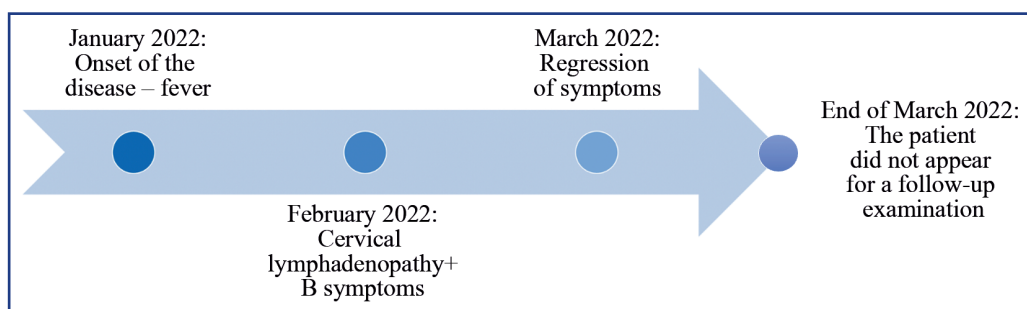 January 2022:
Onset of the
disease – fever
February 2022:
Cervical
lymphadenopathy+
B symptoms
March 2022:
Regression
of symptoms
End of March 2022:
The patient
did not appear
for a follow-up
examination